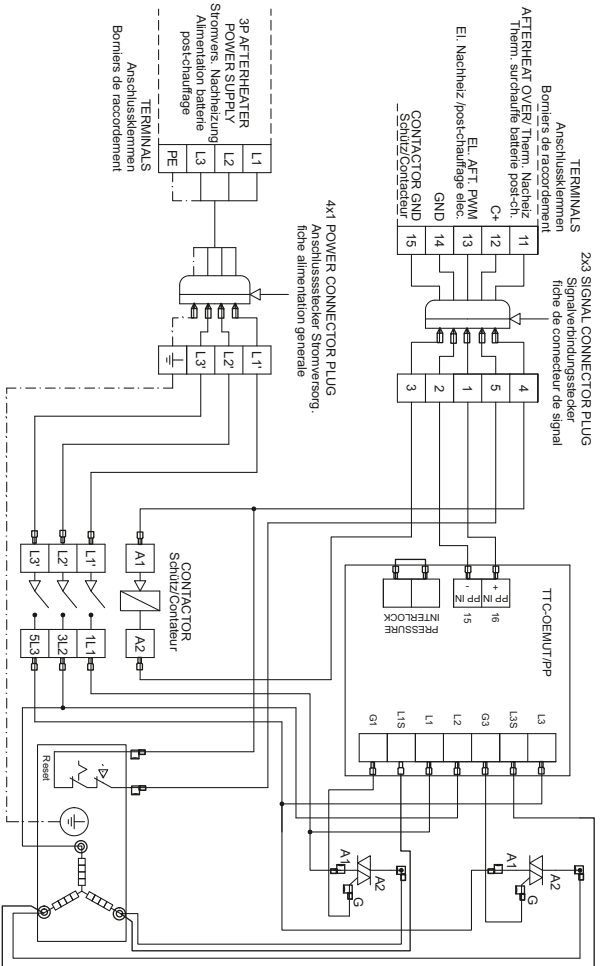 TERMINALS
Anschlussklemmen
Borniers de raccordement
AFTERHEAT OVER/ Therm. Nacheiz
Therm. surchauffe batterie post-ch.
C+
EL. AFT. PWM
El. Nachheiz /post-chauffage elec.
GND
CONTACTOR GND
Schütz/Contacteur
11
12
13
14
15
2x3 SIGNAL CONNECTOR PLUG
Signalverbindungsstecker
fiche de connecteur de signal
4
5
1
2
3
TTC-OEMUT/PP
+ PP IN
- PP IN
16
15
PRESSURE
INTERLOCK
L3
L3S
G3
L2
L1
L1S
G1
A1
A2
G
A1
A2
G
3P AFTERHEATER
POWER SUPPLY
Stromvers. Nachheizung
Alimentation batterie
post-chauffage
L1
L2
L3
PE
TERMINALS
Anschlussklemmen
Borniers de raccordement
4x1 POWER CONNECTOR PLUG
Anschlussstecker Stromversorg.
fiche alimentation generale
L1'
L2'
L3'
CONTACTOR
Schütz/Contateur
A1
A2
L1'
L2'
L3'
1L1
3L2
5L3
Reset